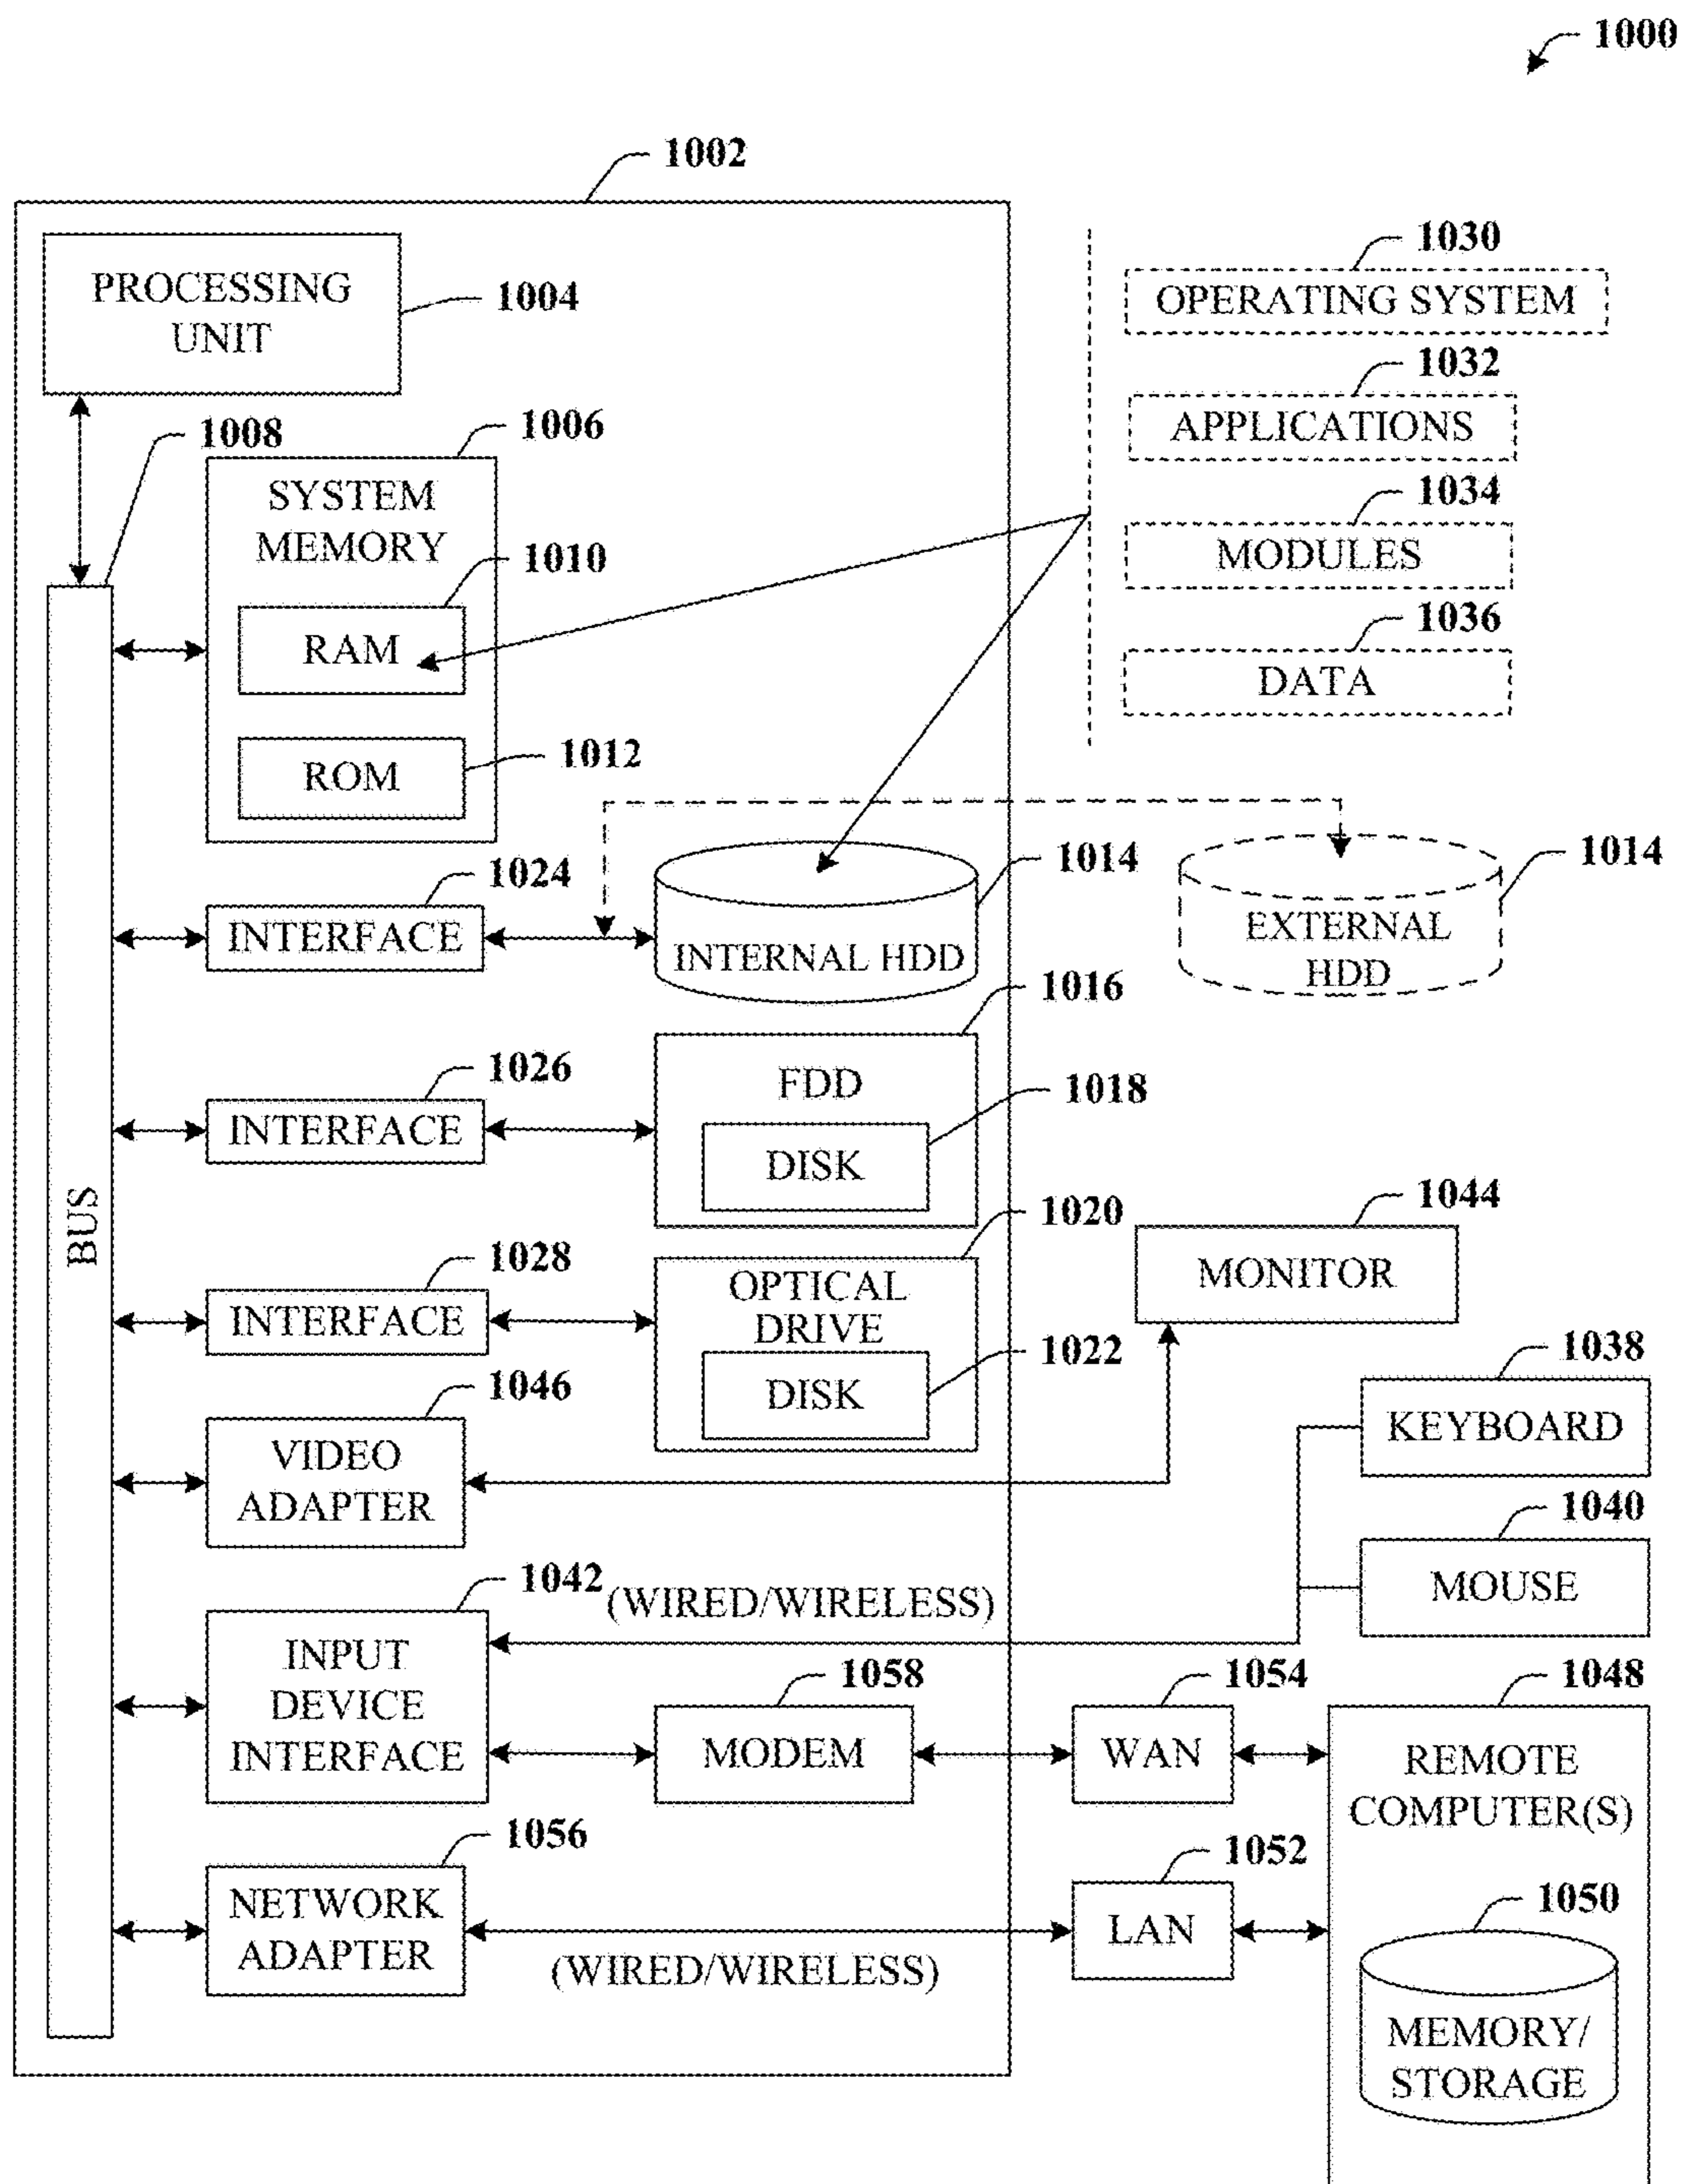 1000
1002
PROCESSING
UNIT
1004
1030
OPERATING SYSTEM
1032
APPLICATIONS
1034
MODULES
1036
DATA
1008
1006
SYSTEM
MEMORY
1010
RAM
1012
ROM
1024
INTERFACE
1014
INTERNAL HDD
1014
EXTERNAL
HDD
1026
INTERFACE
1016
FDD
1018
DISK
BUS
1028
INTERFACE
1020
OPTICAL
DRIVE
1022
DISK
1044
MONITOR
1046
VIDEO
ADAPTER
1038
KEYBOARD
1040
MOUSE
1042
(WIRED/WIRELESS)
INPUT
DEVICE
INTERFACE
1058
MODEM
1054
WAN
1048
REMOTE
COMPUTER(S)
1056
NETWORK
ADAPTER
(WIRED/WIRELESS)
1052
LAN
1050
MEMORY/
STORAGE